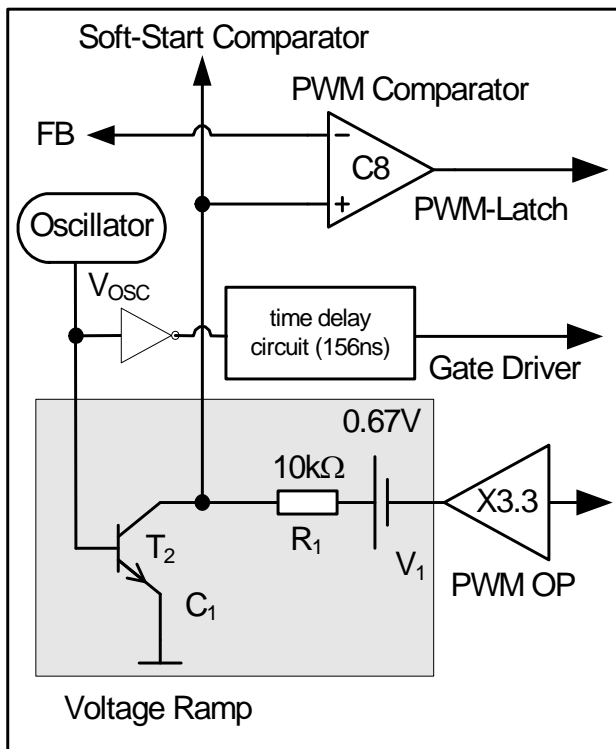 Soft-Start Comparator
PWM Comparator
FB
−
C8
+
PWM-Latch
Oscillator
VOSC
time delay
circuit (156ns)
Gate Driver
0.67V
10kΩ
X3.3
T2
R1
V1
PWM OP
C1
Voltage Ramp